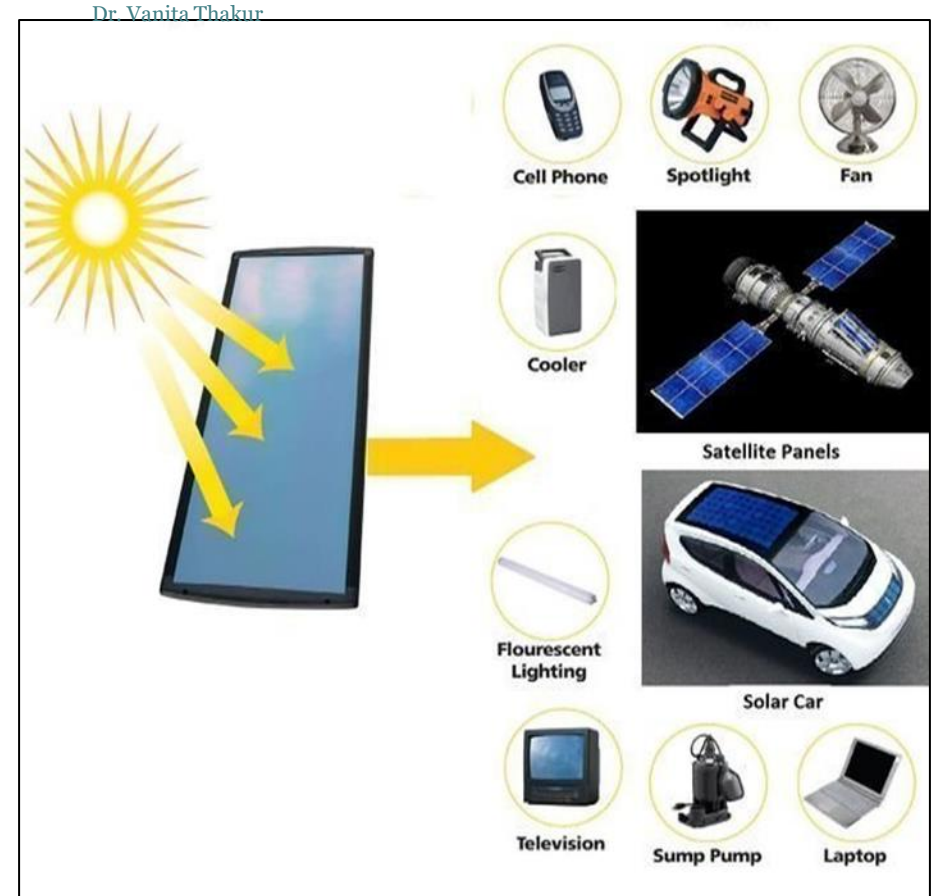 Dr. Vanita Thakur
Cell Phone
Spotlight
Fan
Cooler
Satellite Panels
Flourescent
Lighting
Solar Car
Television
Sump Pump
Laptop